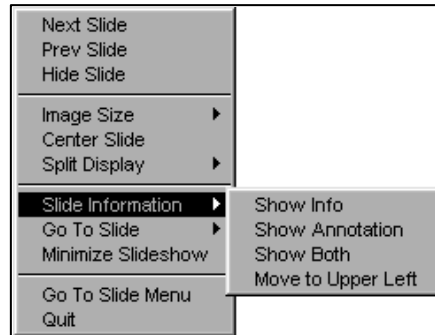 Next Slide
Prev Slide
Hide Slide
Image Size
Center Slide
Split Display
Slide Information
Go To Slide
Minimize Slideshow
Go To Slide Menu
Quit
Show Info
Show Annotation
Show Both
Move to Upper Left